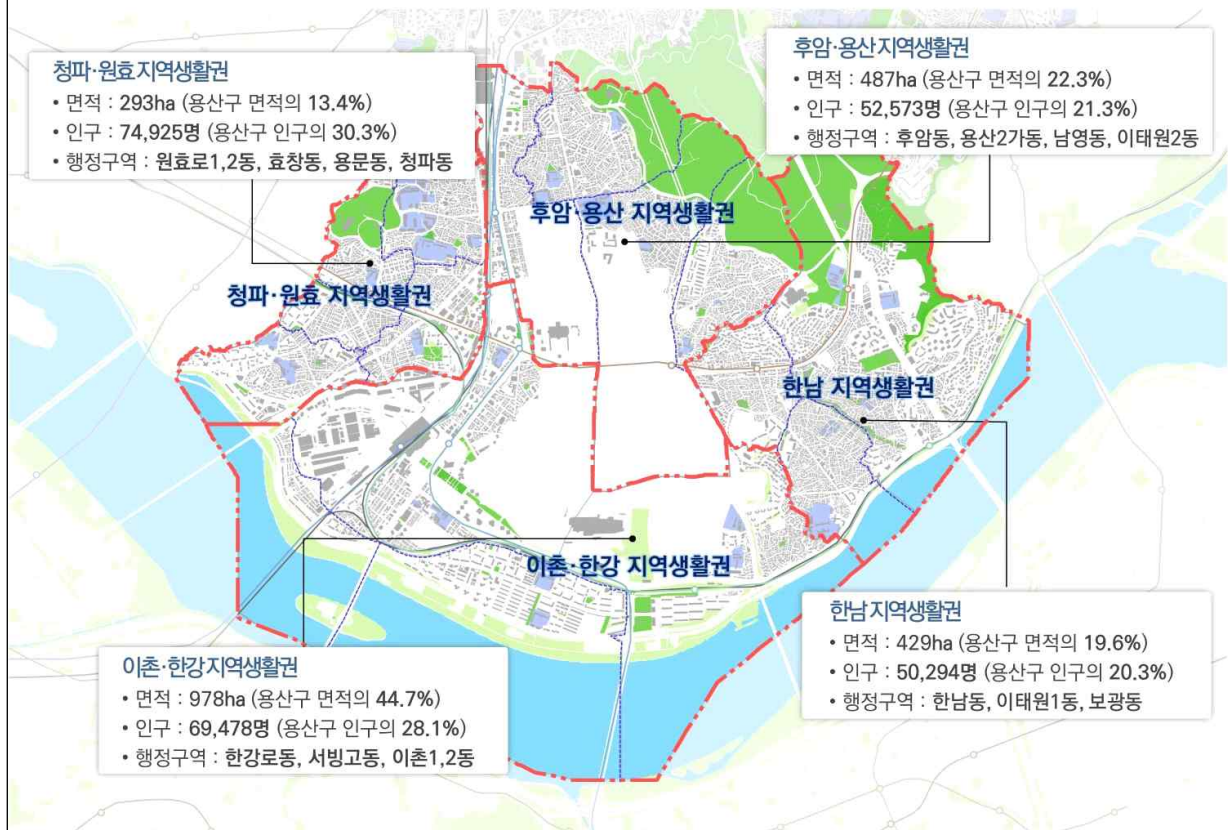 청파·원효 지역생활권
• 면적 : 293ha (용산구 면적의 13.4%)
• 인구 : 74,925명 (용산구 인구의 30.3%)
• 행정구역 : 원효로1,2동, 효창동, 용문동, 청파동
후암·용산 지역생활권
• 면적 : 487ha (용산구 면적의 22.3%)
• 인구 : 52,573명 (용산구 인구의 21.3%)
• 행정구역 : 후암동, 용산2가동, 남영동, 이태원2동
후암·용산 지역생활권
청파·원효 지역생활권
한남 지역생활권
이촌·한강 지역생활권
이촌·한강 지역생활권
• 면적 : 978ha (용산구 면적의 44.7%)
• 인구 : 69,478명 (용산구 인구의 28.1%)
• 행정구역 : 한강로동, 서빙고동, 이촌1,2동
한남 지역생활권
• 면적 : 429ha (용산구 면적의 19.6%)
• 인구 : 50,294명 (용산구 인구의 20.3%)
• 행정구역 : 한남동, 이태원1동, 보광동